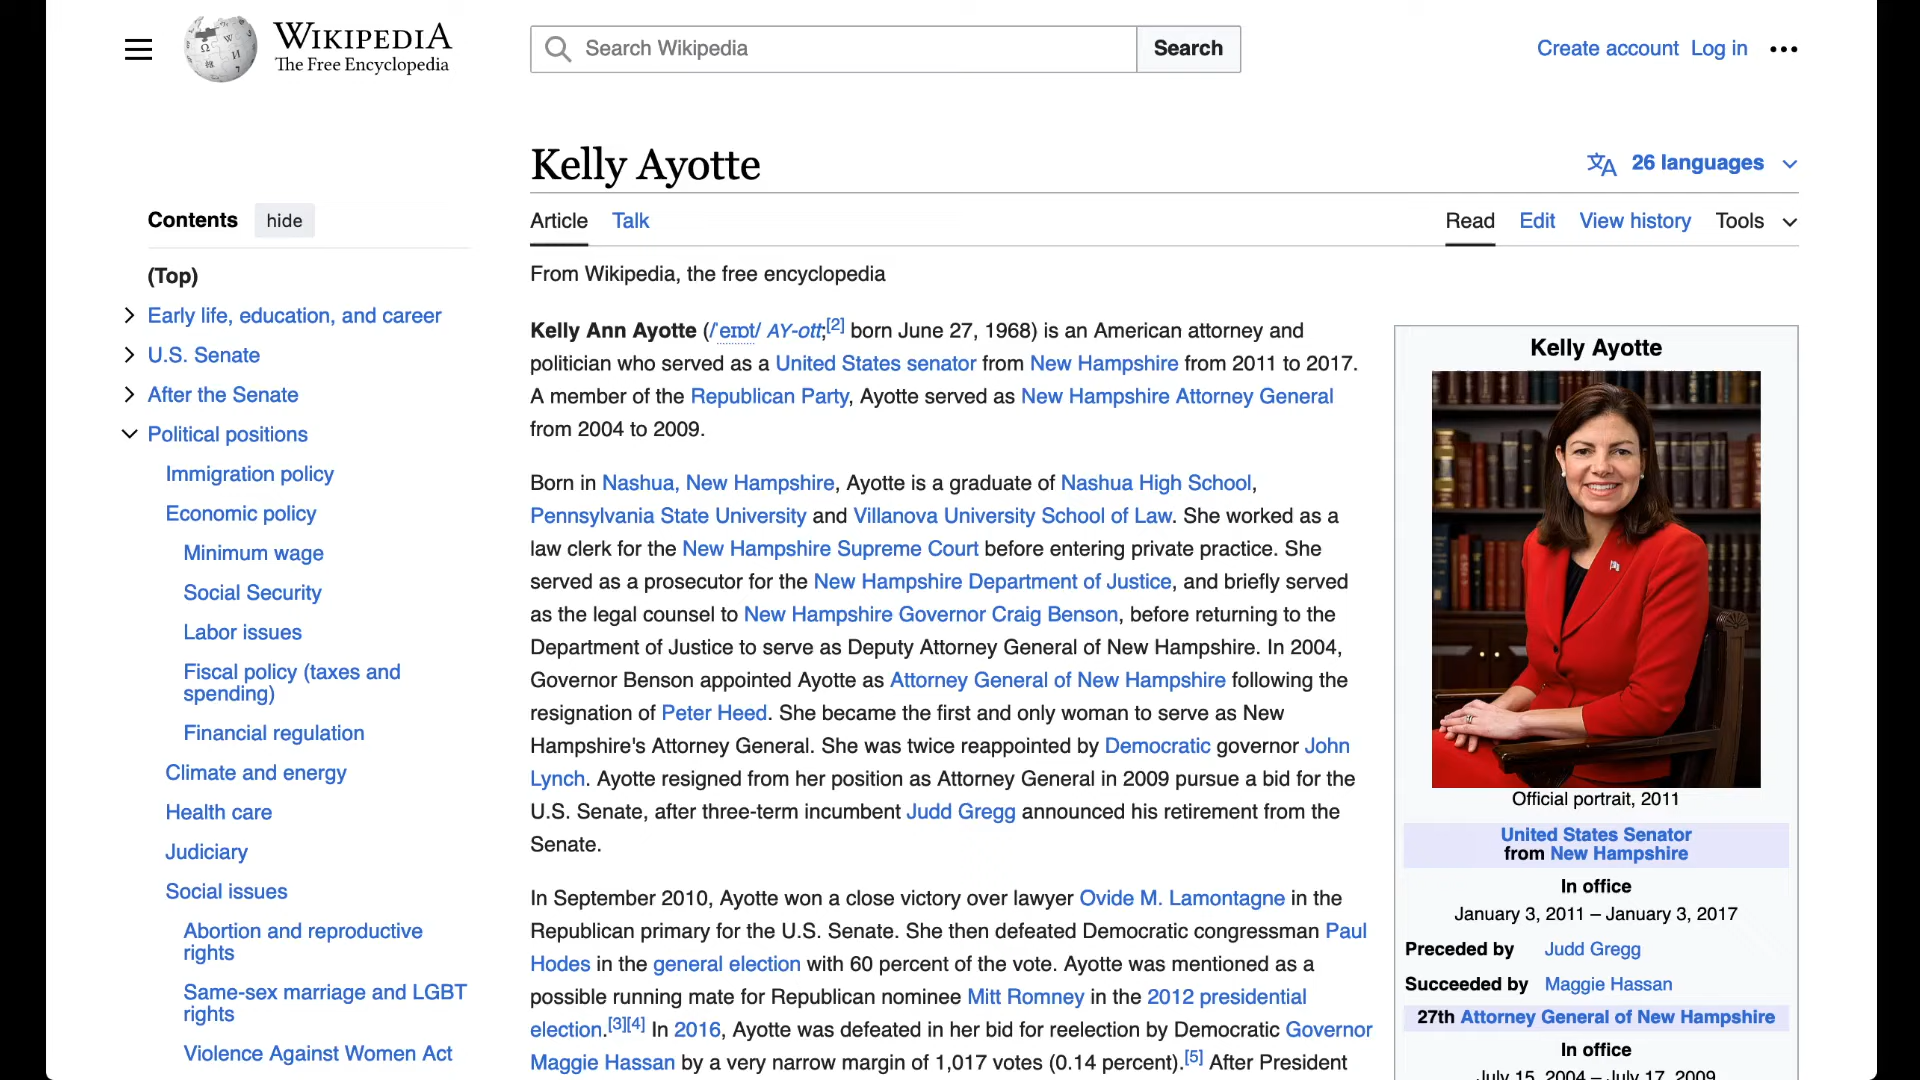 WIKIPEDIA
The Free Encyclopedia
Search Wikipedia
Search
Create account Log in
Kelly Ayotte
26 languages
Contents hide
Article Talk
Read Edit View history Tools
(Top)
Early life, education, and career
U.S. Senate
After the Senate
Political positions
Immigration policy
Economic policy
Minimum wage
Social Security
Labor issues
Fiscal policy (taxes and
spending)
Financial regulation
Climate and energy
Health care
Judiciary
Social issues
Abortion and reproductive
rights
Same-sex marriage and LGBT
rights
Violence Against Women Act
From Wikipedia, the free encyclopedia
Kelly Ann Ayotte (/ˈeɪɒt/ AY-ott;[2] born June 27, 1968) is an American attorney and
politician who served as a United States senator from New Hampshire from 2011 to 2017.
A member of the Republican Party, Ayotte served as New Hampshire Attorney General
from 2004 to 2009.
Born in Nashua, New Hampshire, Ayotte is a graduate of Nashua High School,
Pennsylvania State University and Villanova University School of Law. She worked as a
law clerk for the New Hampshire Supreme Court before entering private practice. She
served as a prosecutor for the New Hampshire Department of Justice, and briefly served
as the legal counsel to New Hampshire Governor Craig Benson, before returning to the
Department of Justice to serve as Deputy Attorney General of New Hampshire. In 2004,
Governor Benson appointed Ayotte as Attorney General of New Hampshire following the
resignation of Peter Heed. She became the first and only woman to serve as New
Hampshire's Attorney General. She was twice reappointed by Democratic governor John
Lynch. Ayotte resigned from her position as Attorney General in 2009 pursue a bid for the
U.S. Senate, after three-term incumbent Judd Gregg announced his retirement from the
Senate.
In September 2010, Ayotte won a close victory over lawyer Ovide M. Lamontagne in the
Republican primary for the U.S. Senate. She then defeated Democratic congressman Paul
Hodes in the general election with 60 percent of the vote. Ayotte was mentioned as a
possible running mate for Republican nominee Mitt Romney in the 2012 presidential
election.[3][4] In 2016, Ayotte was defeated in her bid for reelection by Democratic Governor
Maggie Hassan by a very narrow margin of 1,017 votes (0.14 percent).[5] After President
Kelly Ayotte
Official portrait, 2011
United States Senator
from New Hampshire
In office
January 3, 2011 – January 3, 2017
Preceded by Judd Gregg
Succeeded by Maggie Hassan
27th Attorney General of New Hampshire
In office
July 15, 2004 – July 17, 2009